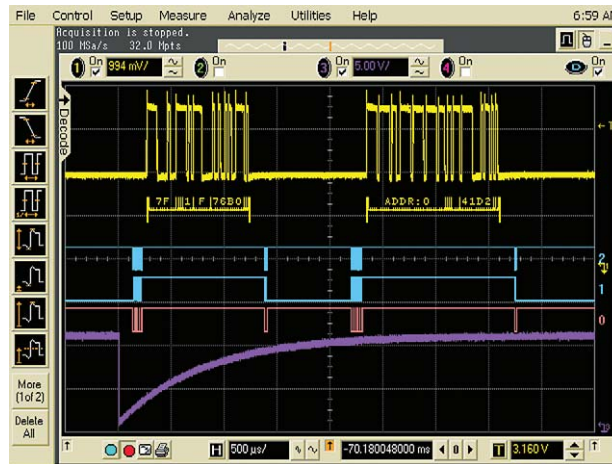 File Control Setup Measure Analyze Utilities Help 6:59 A
Acquisition is stopped.
100 MSa/s 32.0 Mpts
1 On 994 mV/ 2 On 3 On 5.00 V/ 4 On On
Decode
7F 1 F 76B0 ADDR:0 41D2
2
1
0
More
(1 of 2)
Delete
All
H 500 µs/ -70.180048000 ms 0 T 3.160 V